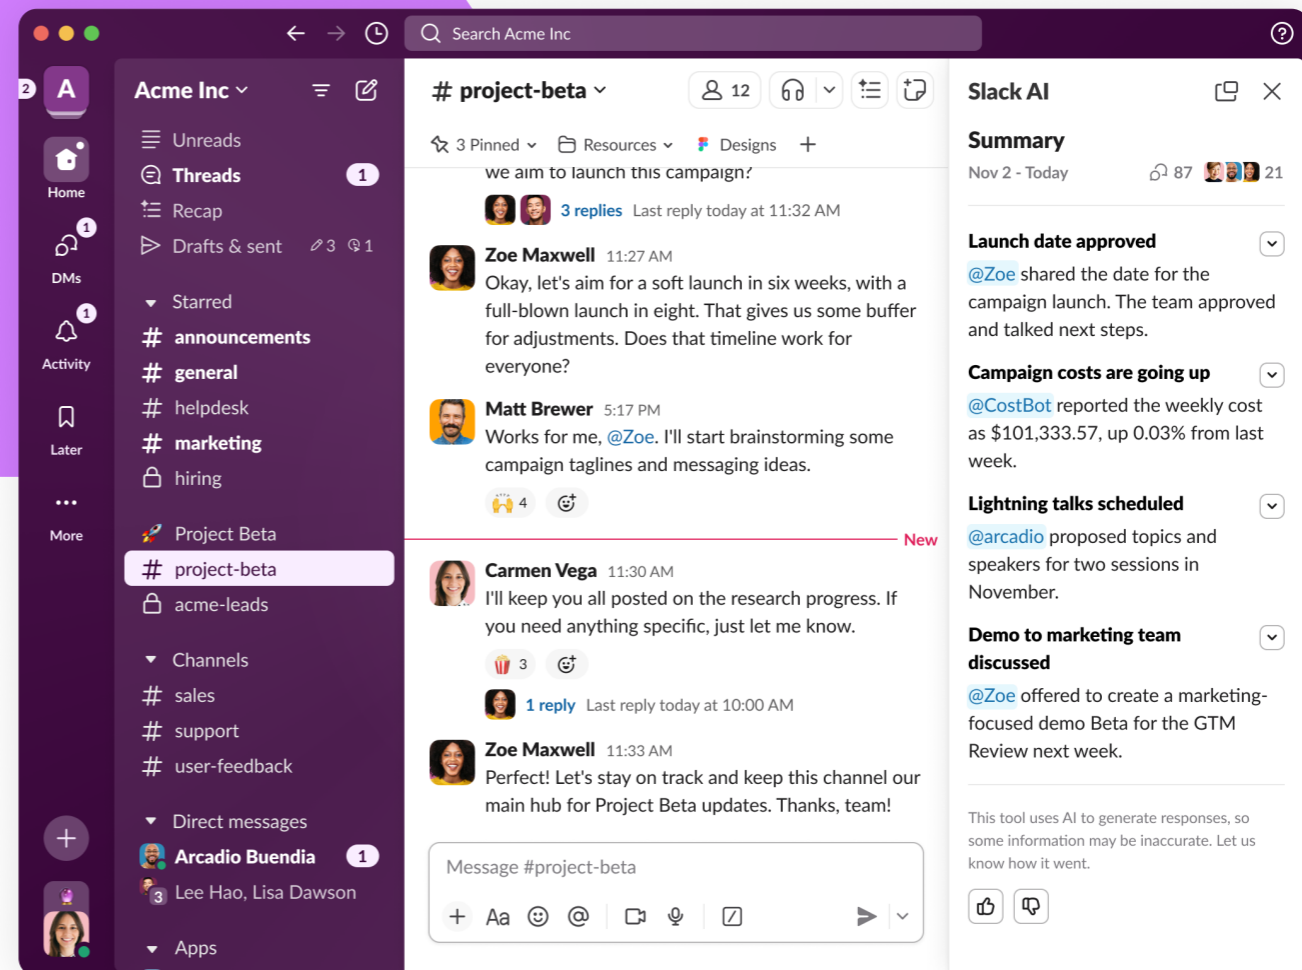 Search Acme Inc
2
A
Home
1
DMs
1
Activity
Later
More
Acme Inc
Unreads
Threads 1
Recap
Drafts & sent 3 1
Starred
# announcements
# general
# helpdesk
# marketing
hiring
Project Beta
# project-beta
acme-leads
Channels
# sales
# support
# user-feedback
Direct messages
Arcadio Buendia 1
3 Lee Hao, Lisa Dawson
Apps
# project-beta
12
3 Pinned Resources Designs
we aim to launch this campaign?
3 replies Last reply today at 11:32 AM
Zoe Maxwell 11:27 AM
Okay, let's aim for a soft launch in six weeks, with a
full-blown launch in eight. That gives us some buffer
for adjustments. Does that timeline work for
everyone?
Matt Brewer 5:17 PM
Works for me, @Zoe. I'll start brainstorming some
campaign taglines and messaging ideas.
4
New
Carmen Vega 11:30 AM
I'll keep you all posted on the research progress. If
you need anything specific, just let me know.
3
1 reply Last reply today at 10:00 AM
Zoe Maxwell 11:33 AM
Perfect! Let's stay on track and keep this channel our
main hub for Project Beta updates. Thanks, team!
Message #project-beta
Aa
Slack AI
Summary
Nov 2 - Today 87 21
Launch date approved
@Zoe shared the date for the
campaign launch. The team approved
and talked next steps.
Campaign costs are going up
@CostBot reported the weekly cost
as $101,333.57, up 0.03% from last
week.
Lightning talks scheduled
@arcadio proposed topics and
speakers for two sessions in
November.
Demo to marketing team
discussed
@Zoe offered to create a marketing-
focused demo Beta for the GTM
Review next week.
This tool uses AI to generate responses, so
some information may be inaccurate. Let us
know how it went.